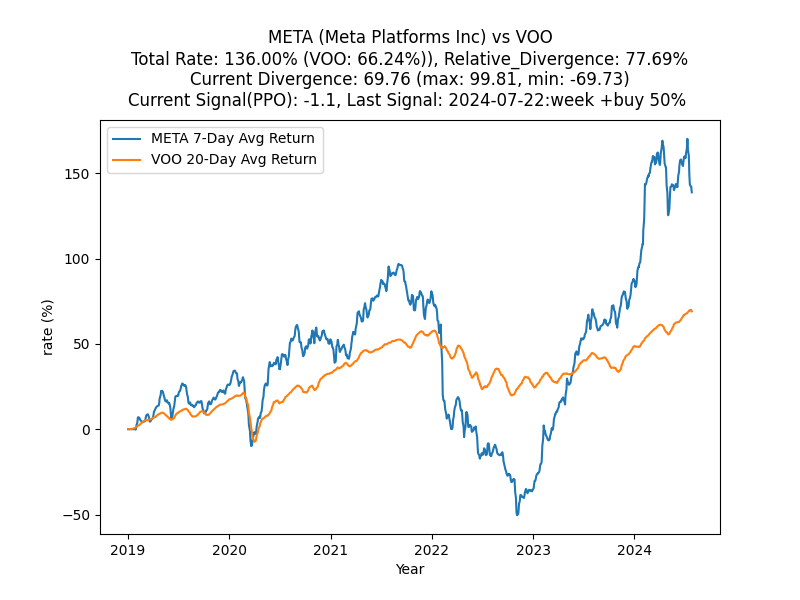 META (Meta Platforms Inc) vs VOO
Total Rate: 136.00% (VOO: 66.24%)), Relative_Divergence: 77.69%
Current Divergence: 69.76 (max: 99.81, min: -69.73)
Current Signal(PPO): -1.1, Last Signal: 2024-07-22:week +buy 50%
META 7-Day Avg Return
VOO 20-Day Avg Return
150
100
50
0
−50
rate (%)
2019 2020 2021 2022 2023 2024
Year